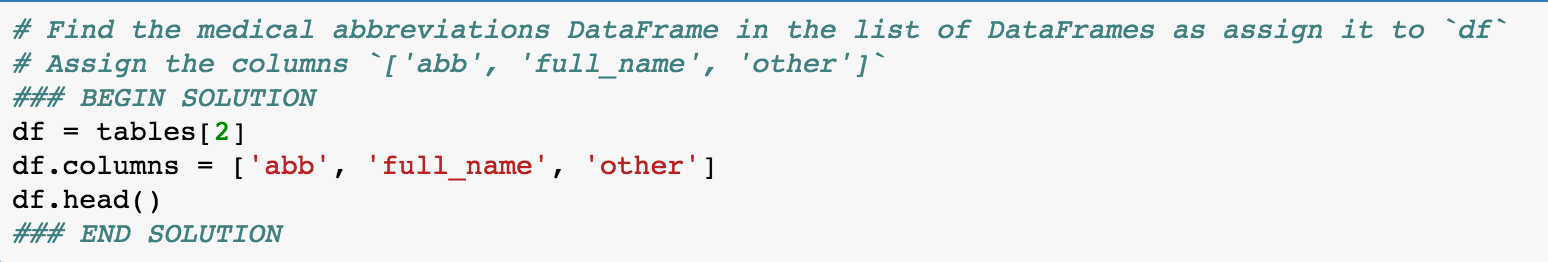 # Find the medical abbreviations DataFrame in the list of DataFrames as assign it to `df`
# Assign the columns `['abb', 'full_name', 'other']`
### BEGIN SOLUTION
df = tables[2]
df.columns = ['abb', 'full_name', 'other']
df.head()
### END SOLUTION